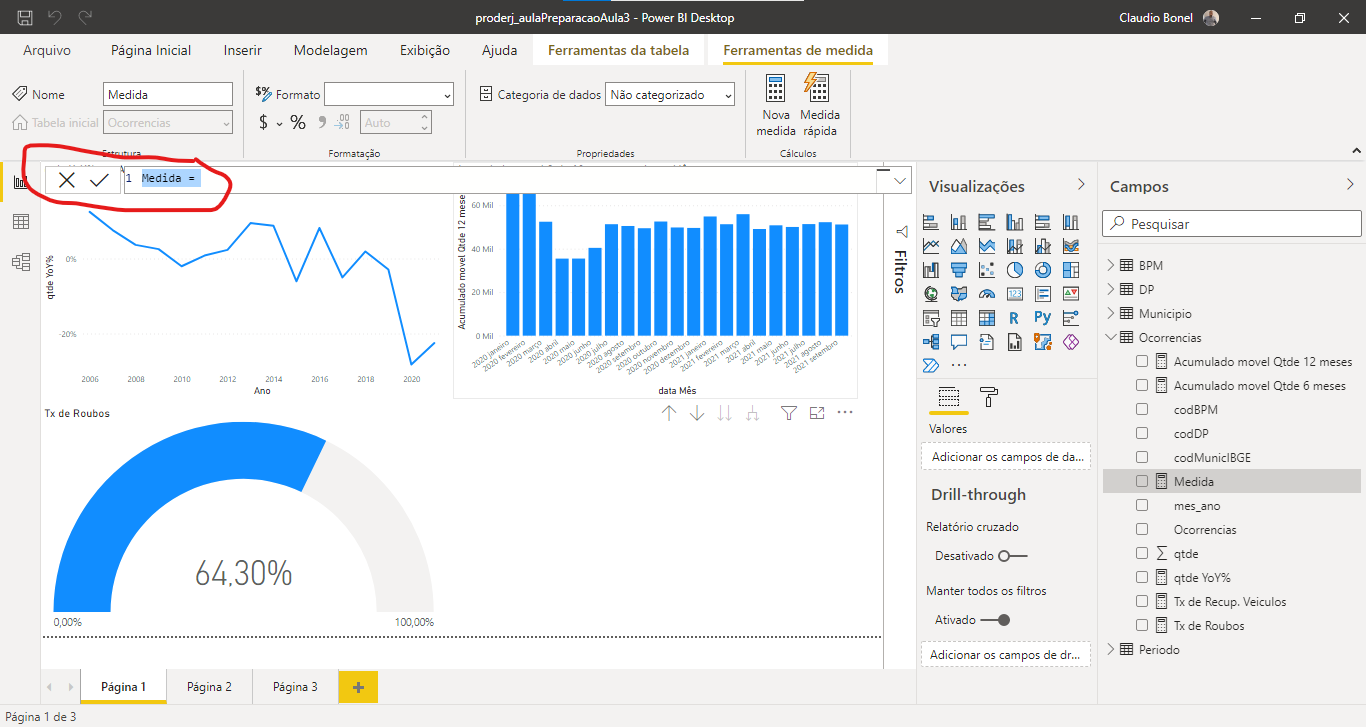 proderj_aulaPreparacaoAula3 - Power BI Desktop
Claudio Bonel
Arquivo Página Inicial Inserir Modelagem Exibição Ajuda Ferramentas da tabela Ferramentas de medida
Nome Medida
Tabela inicial Ocorrencias
Estrutura
Formato
$ % Auto
Formatação
Categoria de dados Não categorizado
Propriedades
Nova medida
Medida rápida
Cálculos
1 Medida =
qtde YoY%
0%
-20%
2006 2008 2010 2012 2014 2016 2018 2020
Ano
Acumulado movel Qtde 12 mese
60 Mil
40 Mil
20 Mil
0 Mil
2020 janeiro
2020 fevereiro
2020 março
2020 abril
2020 maio
2020 junho
2020 julho
2020 agosto
2020 setembro
2020 outubro
2020 novembro
2020 dezembro
2021 janeiro
2021 fevereiro
2021 março
2021 abril
2021 maio
2021 junho
2021 julho
2021 agosto
2021 setembro
data Mês
Tx de Roubos
64,30%
0,00% 100,00%
Filtros
Visualizações
123
R Py
Valores
Adicionar os campos de da...
Drill-through
Relatório cruzado
Desativado
Manter todos os filtros
Ativado
Adicionar os campos de dr...
Campos
Pesquisar
BPM
DP
Municipio
Ocorrencias
Acumulado movel Qtde 12 meses
Acumulado movel Qtde 6 meses
codBPM
codDP
codMunicIBGE
Medida
mes_ano
Ocorrencias
qtde
qtde YoY%
Tx de Recup. Veiculos
Tx de Roubos
Periodo
Página 1 Página 2 Página 3
Página 1 de 3